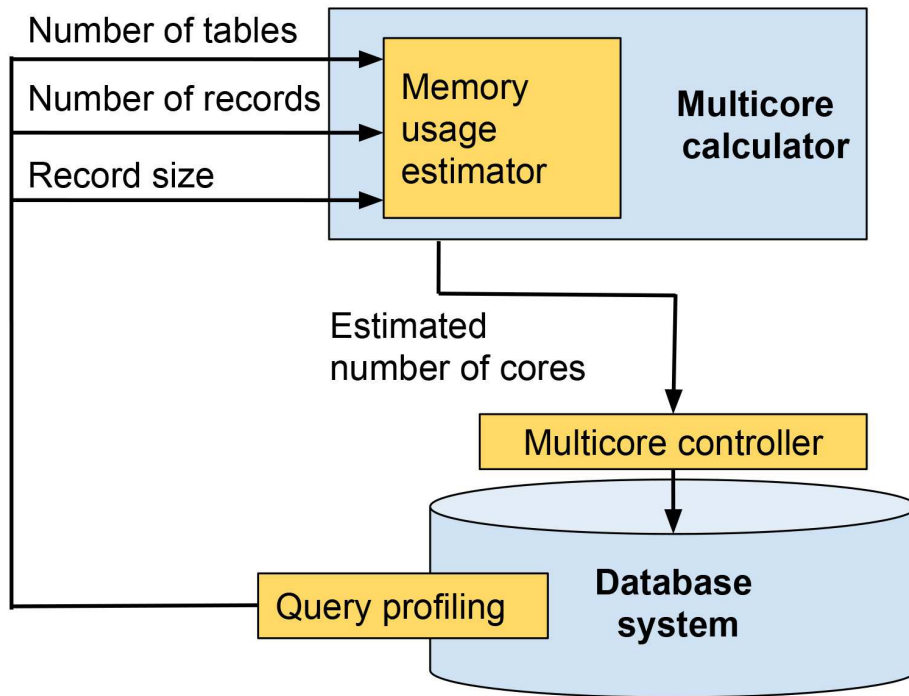 Number of tables
Number of records
Record size
Memory
usage
estimator
Multicore
calculator
Estimated
number of cores
Multicore controller
Query profiling
Database
system